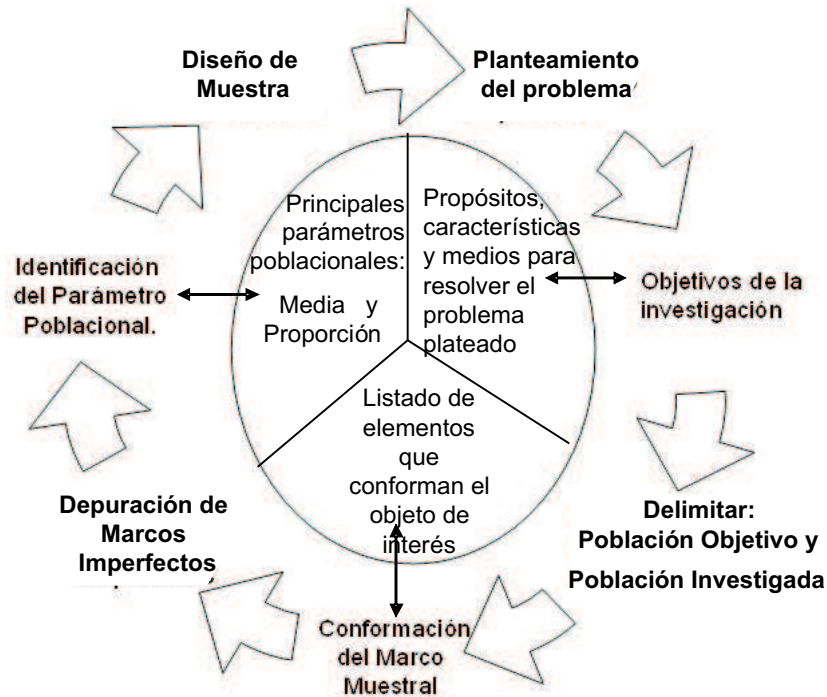 Diseño de
Muestra
Planteamiento
del problema
Principales
parámetros
poblacionales:
Media y
Proporción
Propósitos,
características
y medios para
resolver el
problema
plateado
Identificación
del Parámetro
Poblacional.
Objetivos de la
investigación
Listado de
elementos
que
conforman el
objeto de
interés
Depuración de
Marcos
Imperfectos
Delimitar:
Población Objetivo y
Población Investigada
Conformación
del Marco
Muestral